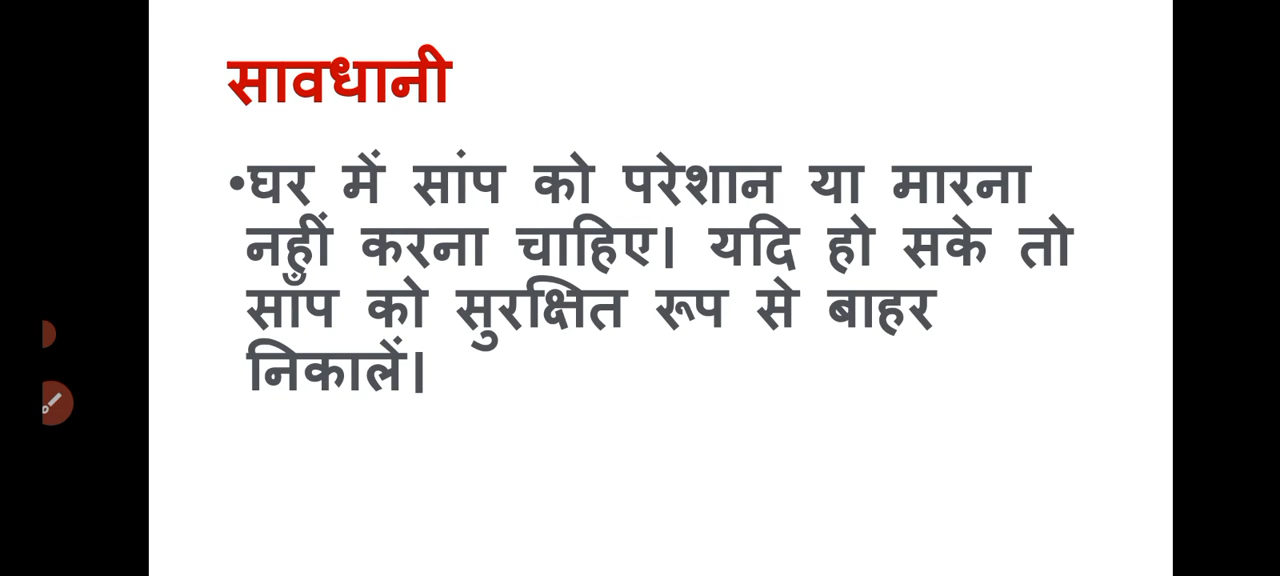 सावधानी
•घर में सांप को परेशान या मारना
नहीं करना चाहिए। यदि हो सके तो
साँप को सुरक्षित रूप से बाहर
निकालें।